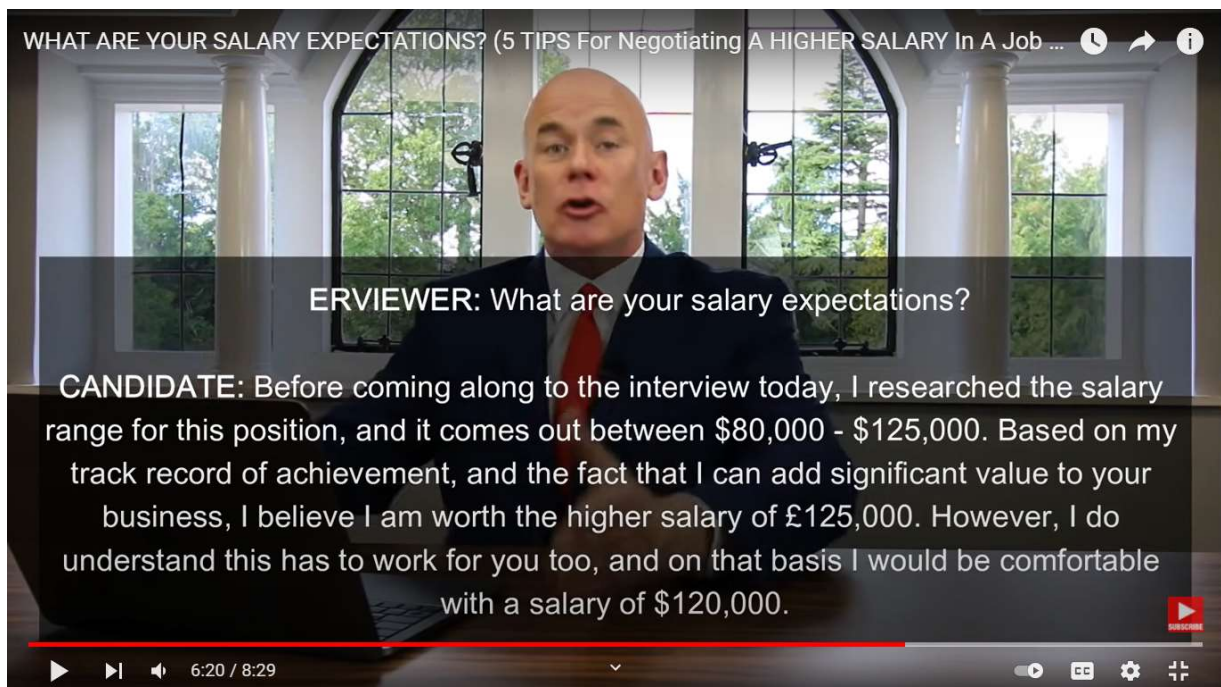 WHAT ARE YOUR SALARY EXPECTATIONS? (5 TIPS For Negotiating A HIGHER SALARY In A Job ...
ERVIEWER: What are your salary expectations?
CANDIDATE: Before coming along to the interview today, I researched the salary
range for this position, and it comes out between $80,000 - $125,000. Based on my
track record of achievement, and the fact that I can add significant value to your
business, I believe I am worth the higher salary of £125,000. However, I do
understand this has to work for you too, and on that basis I would be comfortable
with a salary of $120,000.
SUBSCRIBE
6:20 / 8:29
CC